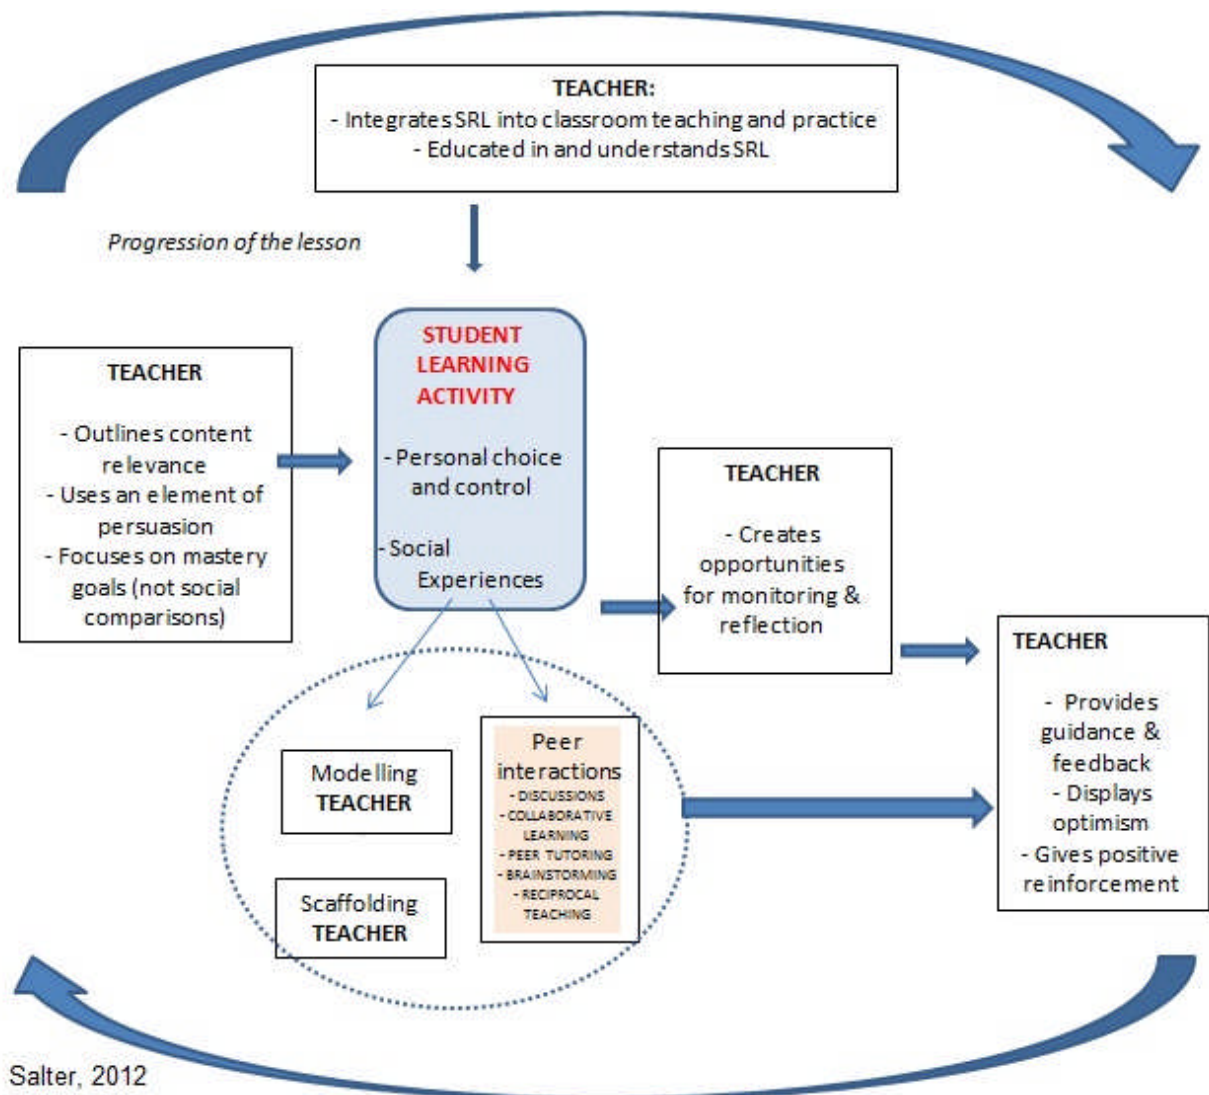 TEACHER:
- Integrates SRL into classroom teaching and practice
- Educated in and understands SRL
Progression of the lesson
STUDENT
LEARNING
ACTIVITY
- Personal choice
and control
- Social
Experiences
TEACHER
- Outlines content
relevance
- Uses an element of
persuasion
- Focuses on mastery
goals (not social
comparisons)
TEACHER
- Creates
opportunities
for monitoring &
reflection
TEACHER
- Provides
guidance &
feedback
- Displays
optimism
- Gives positive
reinforcement
Modelling
TEACHER
Scaffolding
TEACHER
Peer
interactions
- DISCUSSIONS
- COLLABORATIVE
LEARNING
- PEER TUTORING
- BRAINSTORMING
- RECIPROCAL
TEACHING
Salter, 2012